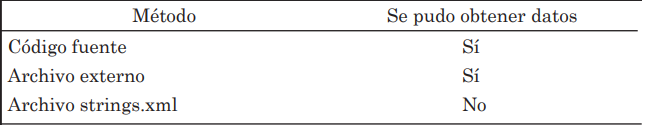 Método Se pudo obtener datos
Código fuente Sí
Archivo externo Sí
Archivo strings.xml No